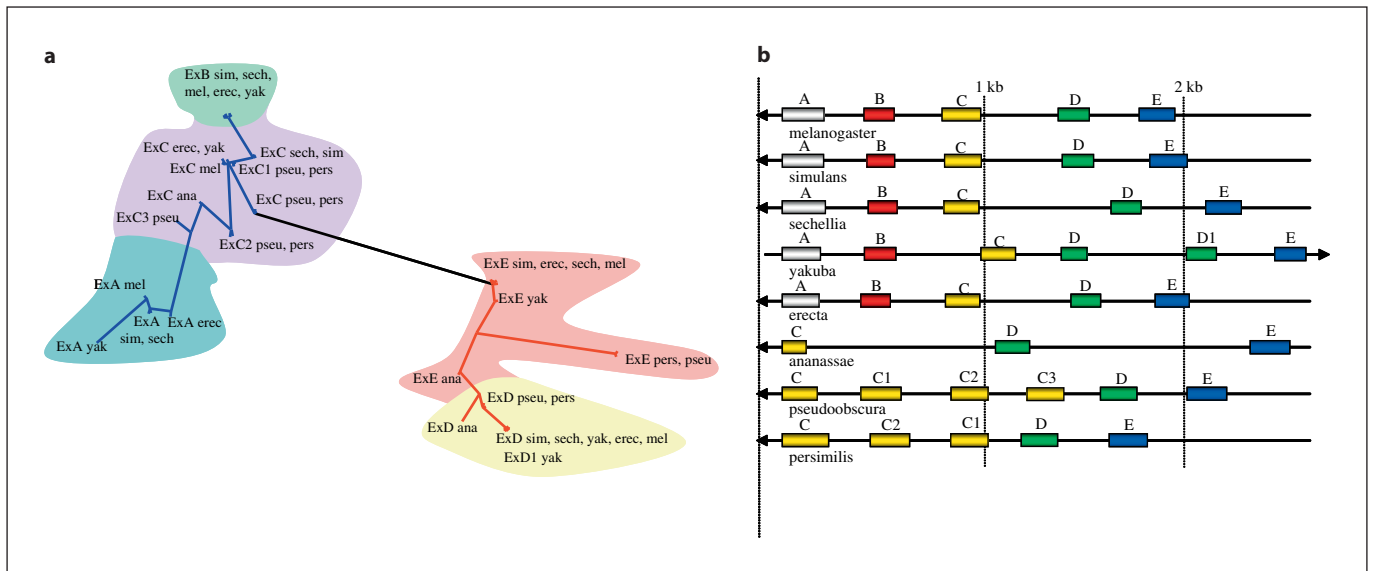 a
ExB sim, sech,
mel, erec, yak
ExC erec, yak
ExC sech, sim
ExC mel
ExC1 pseu, pers
ExC ana
ExC pseu, pers
ExC3 pseu
ExC2 pseu, pers
ExA mel
ExA
sim, sech
ExA erec
ExA yak
ExE sim, erec, sech, mel
ExE yak
ExE pers, pseu
ExE ana
ExD pseu, pers
ExD ana
ExD sim, sech, yak, erec, mel
ExD1 yak
b
1 kb
2 kb
A B C D E
melanogaster
A B C D E
simulans
A B C D E
sechellia
A B C D D1 E
yakuba
A B C D E
erecta
C D E
ananassae
C C1 C2 C3 D E
pseudoobscura
C C2 C1 D E
persimilis